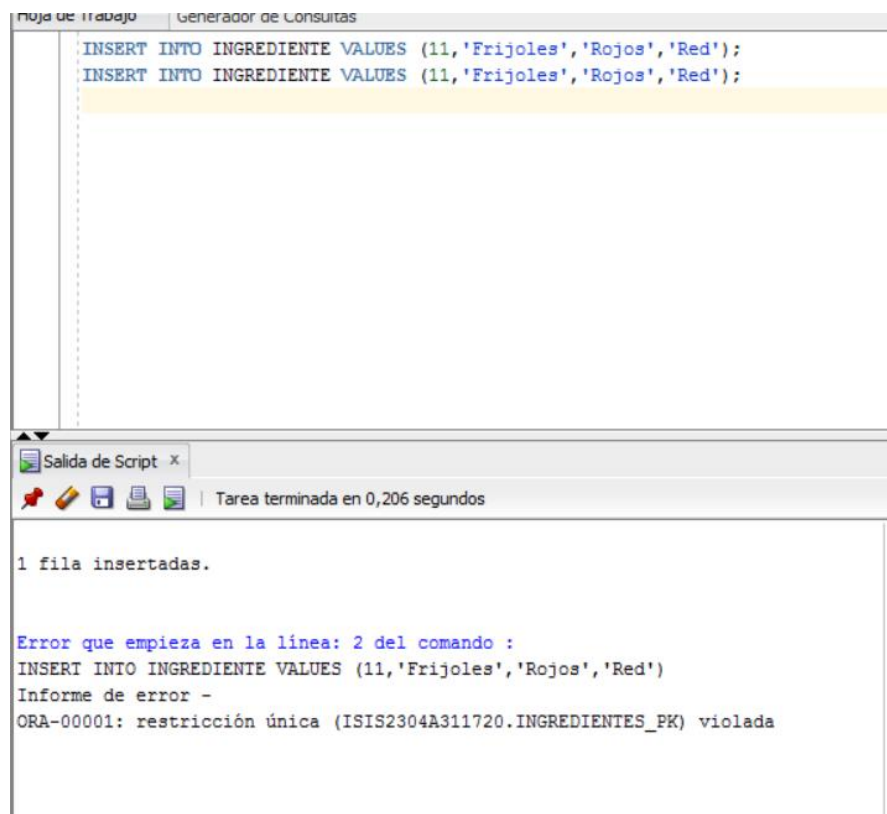 Hoja de Trabajo Generador de Consultas
INSERT INTO INGREDIENTE VALUES (11,'Frijoles','Rojos','Red');
INSERT INTO INGREDIENTE VALUES (11,'Frijoles','Rojos','Red');
Salida de Script x
Tarea terminada en 0,206 segundos
1 fila insertadas.
Error que empieza en la línea: 2 del comando :
INSERT INTO INGREDIENTE VALUES (11,'Frijoles','Rojos','Red')
Informe de error -
ORA-00001: restricción única (ISIS2304A311720.INGREDIENTES_PK) violada